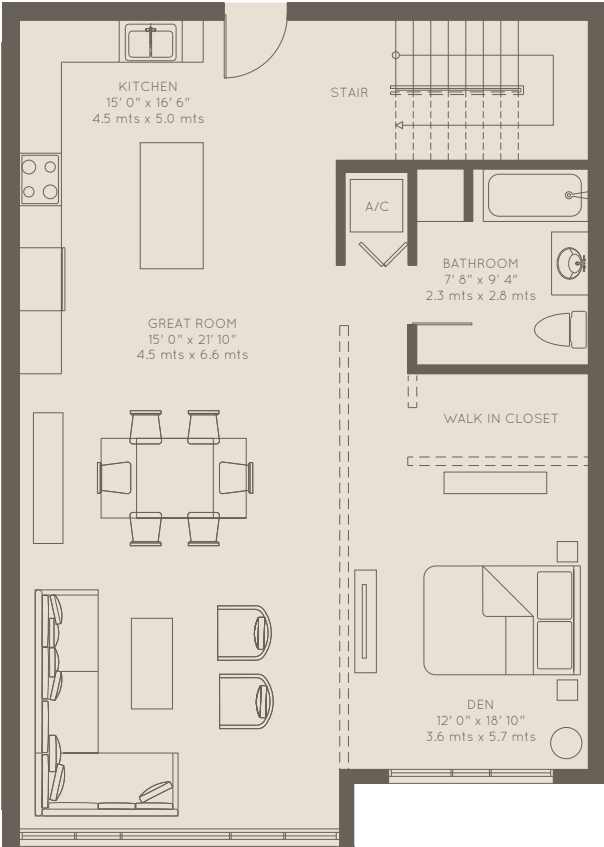 KITCHEN
15' 0" x 16' 6"
4.5 mts x 5.0 mts
STAIR
A/C
BATHROOM
7' 8" x 9' 4"
2.3 mts x 2.8 mts
GREAT ROOM
15' 0" x 21' 10"
4.5 mts x 6.6 mts
WALK IN CLOSET
DEN
12' 0" x 18' 10"
3.6 mts x 5.7 mts